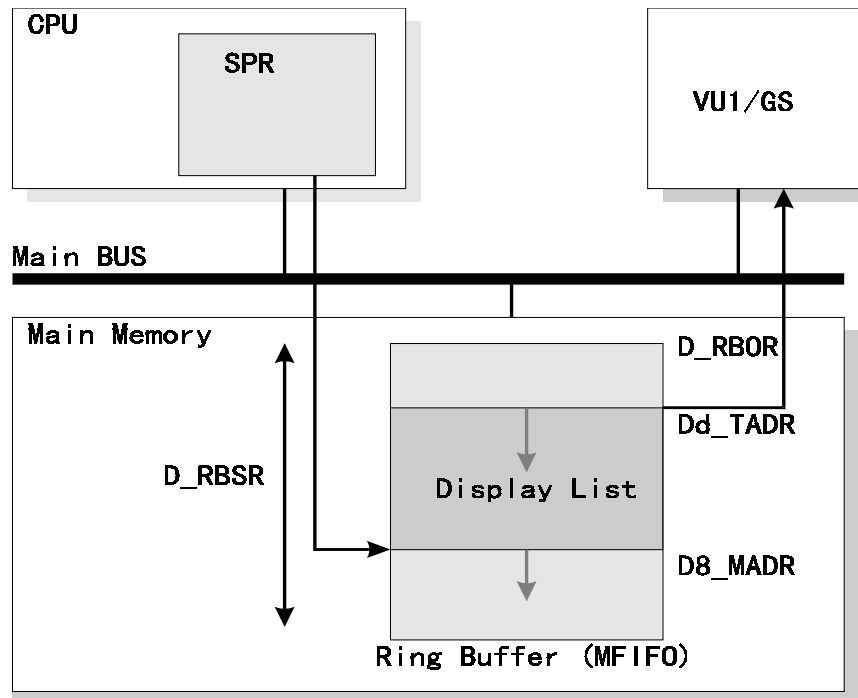 CPU
SPR
VU1/GS
Main BUS
Main Memory
D_RBOR
Dd_TADR
D_RBSR
Display List
D8_MADR
Ring Buffer (MFIFO)